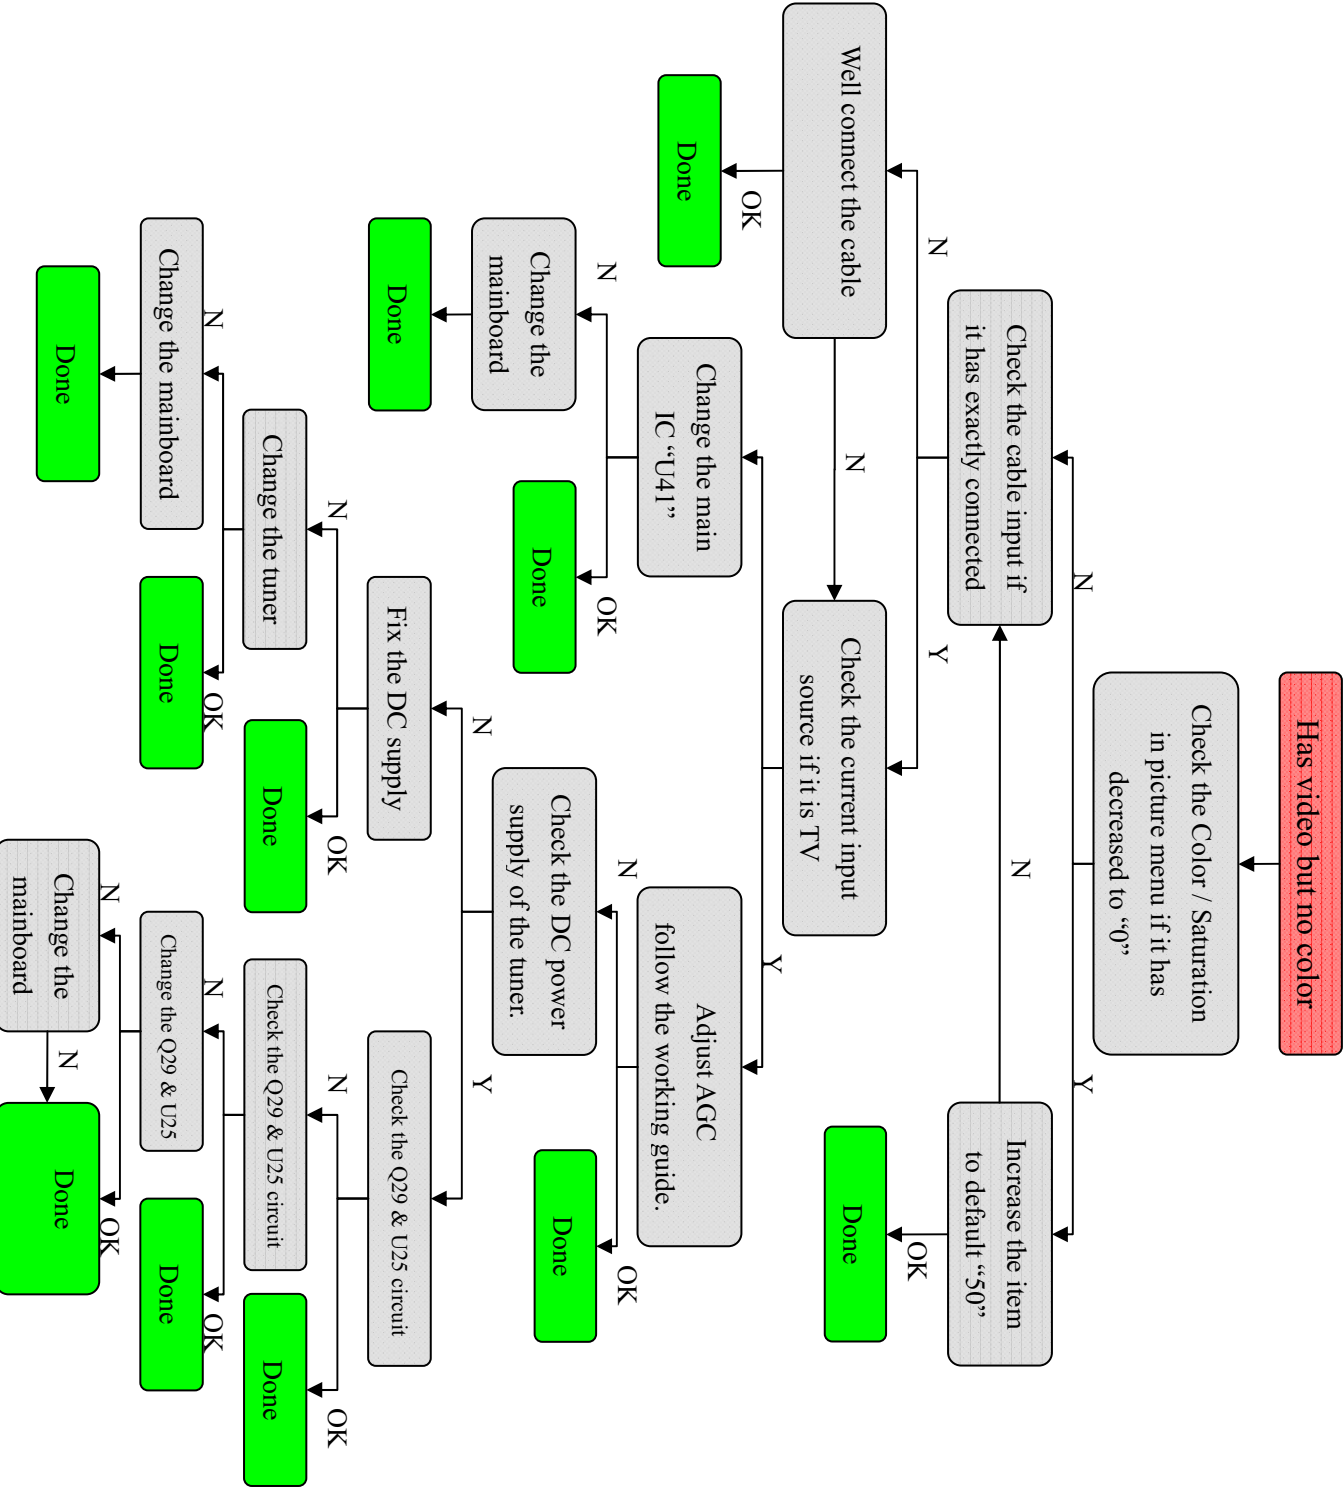 Has video but no color
Check the Color / Saturation
in picture menu if it has
decreased to “0”
N
Y
Check the cable input if
it has exactly connected
N
Increase the item
to default “50”
N
Y
OK
Well connect the cable
N
Check the current input
source if it is TV
Done
OK
Y
Done
Change the main
IC “U41”
Adjust AGC
follow the working guide.
N
OK
N
OK
Change the
mainboard
Done
Check the DC power
supply of the tuner.
Done
N
Y
Done
Fix the DC supply
Check the Q29 & U25 circuit
N
OK
N
OK
Change the tuner
Done
Check the Q29 & U25 circuit
Done
N
OK
N
OK
Change the mainboard
Done
Change the Q29 & U25
Done
N
OK
Done
Change the
mainboard
N
Done